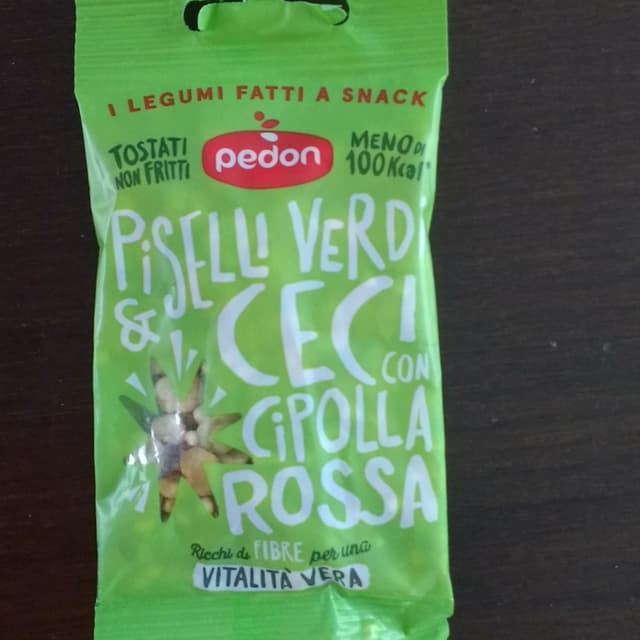 I LEGUMI FATTI A SNACK
TOSTATI
NON FRITTI
pedon
MENO DI
100 Kcal*
PISELLI VERDI
& CECI
CON
CIPOLLA
ROSSA
Ricchi di FIBRE per una
VITALITÀ VERA